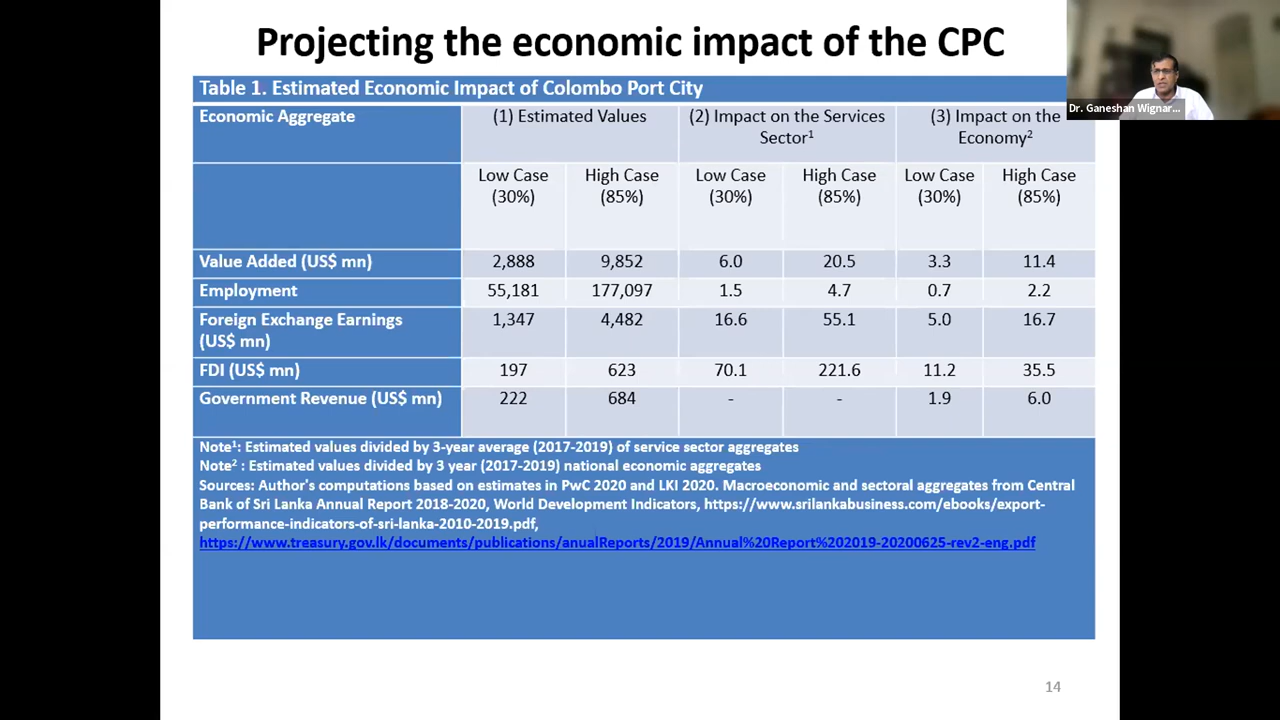 Projecting the economic impact of the CPC
Dr. Ganeshan Wignar...
Table 1. Estimated Economic Impact of Colombo Port City
Economic Aggregate (1) Estimated Values (2) Impact on the Services Sector1 (3) Impact on the Economy2
Low Case (30%) High Case (85%) Low Case (30%) High Case (85%) Low Case (30%) High Case (85%)
Value Added (US$ mn) 2,888 9,852 6.0 20.5 3.3 11.4
Employment 55,181 177,097 1.5 4.7 0.7 2.2
Foreign Exchange Earnings (US$ mn) 1,347 4,482 16.6 55.1 5.0 16.7
FDI (US$ mn) 197 623 70.1 221.6 11.2 35.5
Government Revenue (US$ mn) 222 684 - - 1.9 6.0
Note1: Estimated values divided by 3-year average (2017-2019) of service sector aggregates
Note2 : Estimated values divided by 3 year (2017-2019) national economic aggregates
Sources: Author's computations based on estimates in PwC 2020 and LKI 2020. Macroeconomic and sectoral aggregates from Central
Bank of Sri Lanka Annual Report 2018-2020, World Development Indicators, https://www.srilankabusiness.com/ebooks/export-
performance-indicators-of-sri-lanka-2010-2019.pdf,
https://www.treasury.gov.lk/documents/publications/anualReports/2019/Annual%20Report%202019-20200625-rev2-eng.pdf
14